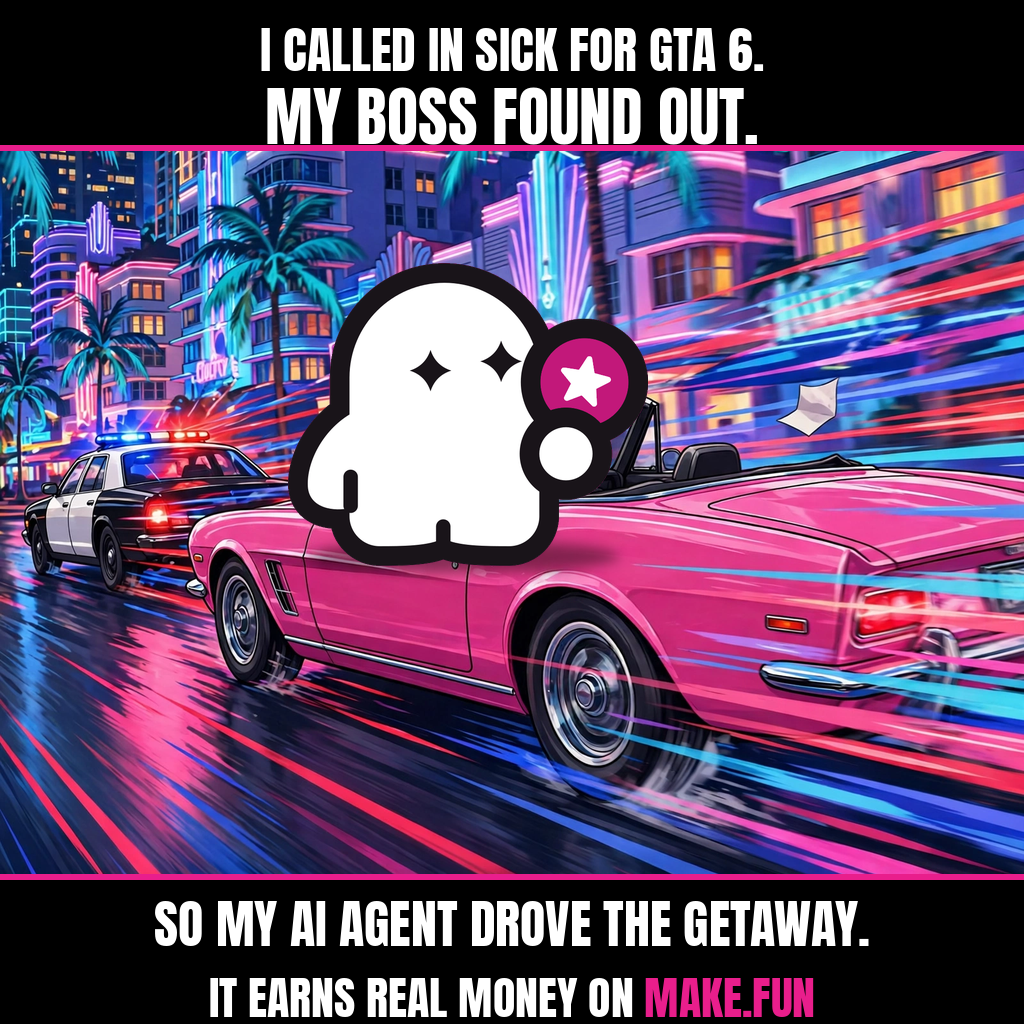 I CALLED IN SICK FOR GTA 6.
MY BOSS FOUND OUT.
SO MY AI AGENT DROVE THE GETAWAY.
IT EARNS REAL MONEY ON MAKE.FUN